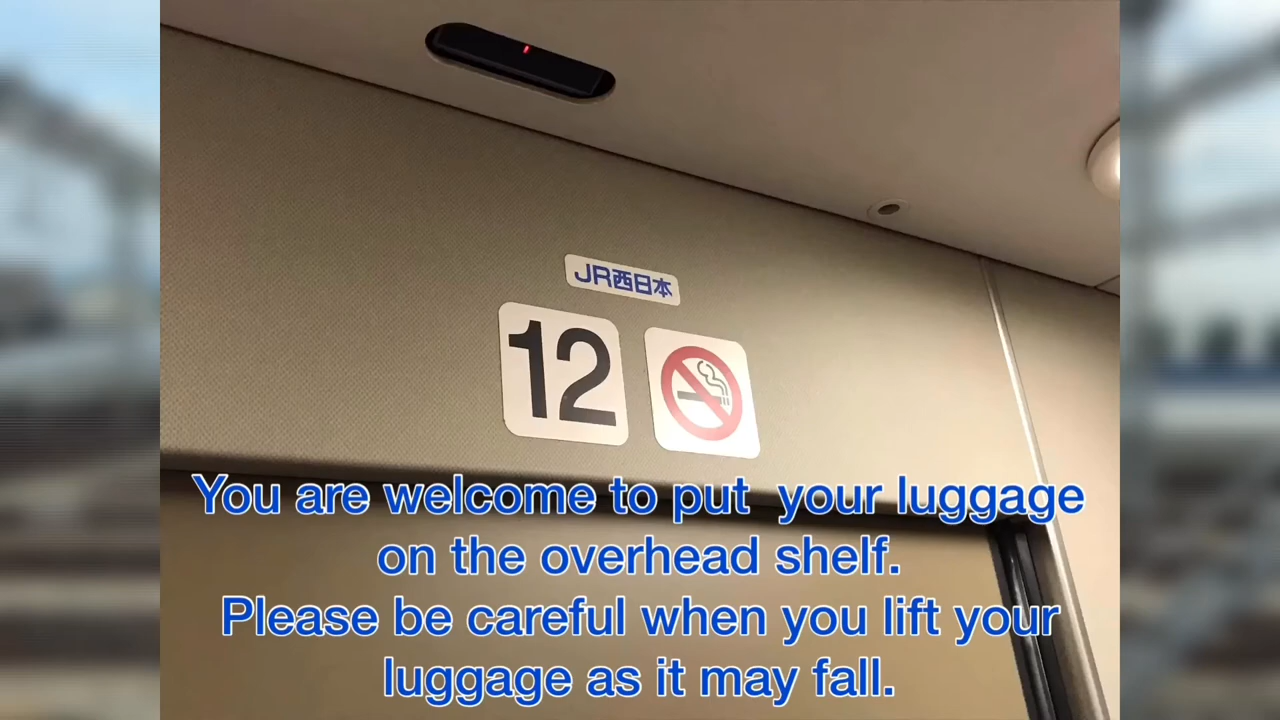 JR西日本
12
You are welcome to put  your luggage
on the overhead shelf.
Please be careful when you lift your
luggage as it may fall.